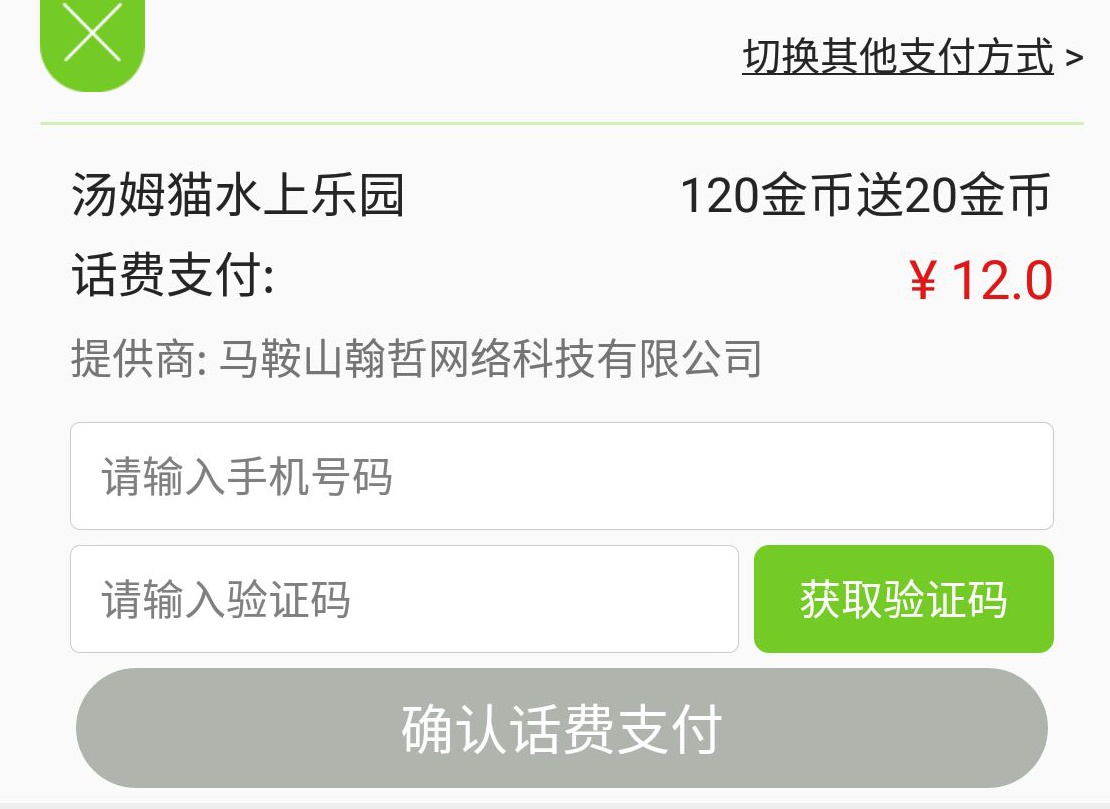 切换其他支付方式 >
汤姆猫水上乐园 120金币送20金币
话费支付: ¥ 12.0
提供商: 马鞍山翰哲网络科技有限公司
请输入手机号码
请输入验证码 获取验证码
确认话费支付